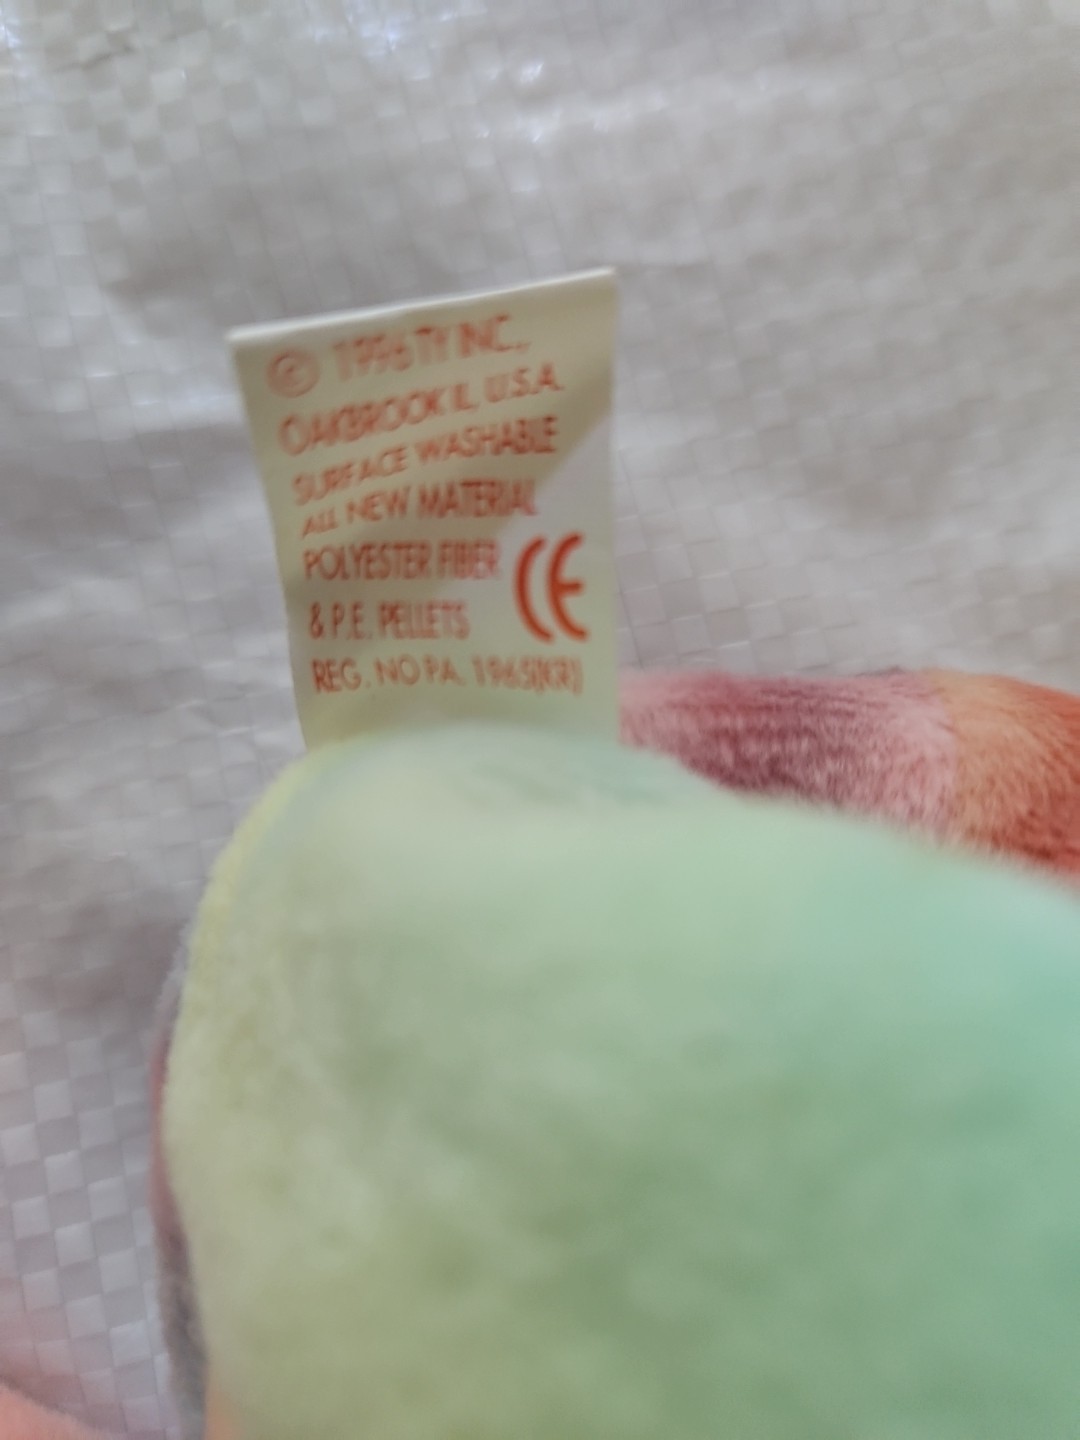 © 1996 TY INC.,
OAKBROOK IL, U.S.A.
SURFACE WASHABLE
ALL NEW MATERIAL
POLYESTER FIBER
& P.E. PELLETS
CE
REG. NO PA. 1965(KR)